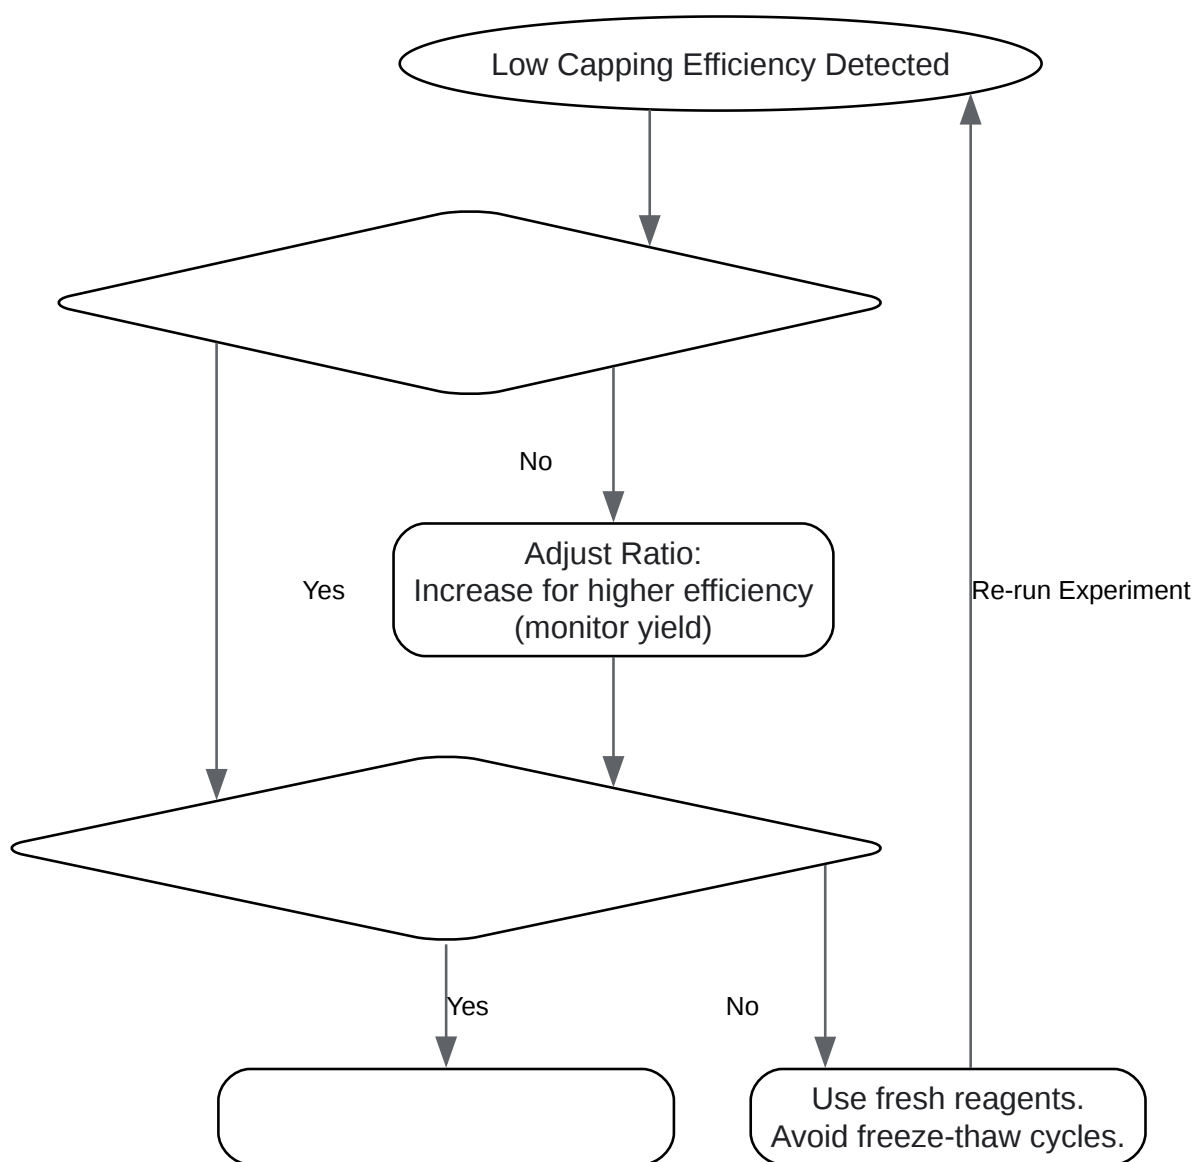 Low Capping Efficiency Detected
No
Adjust Ratio:
Increase for higher efficiency
(monitor yield)
Yes
Re-run Experiment
Yes
No
Use fresh reagents.
Avoid freeze-thaw cycles.